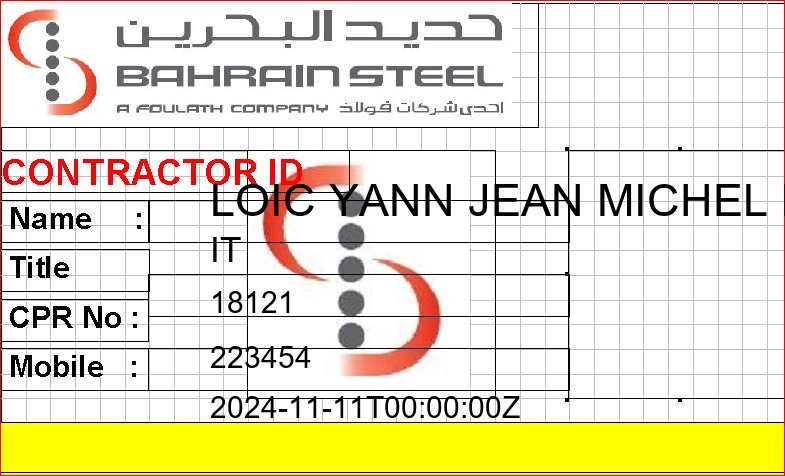 حديد البحرين
BAHRAIN STEEL
A FOULATH COMPANY احدى شركات فولاذ
CONTRACTOR ID
Name : LOIC YANN JEAN MICHEL
Title IT
CPR No : 18121
Mobile : 223454
2024-11-11T00:00:00Z